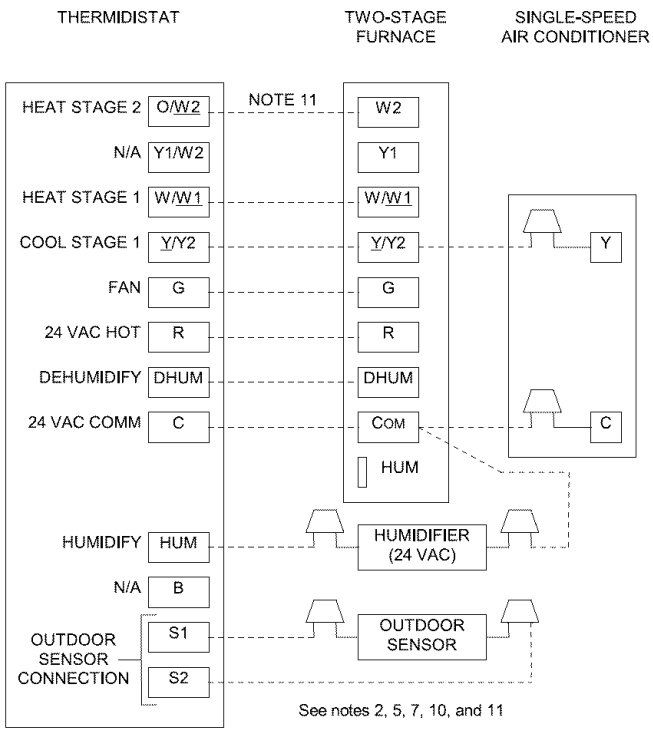 THERMIDISTAT
TWO-STAGE
FURNACE
SINGLE-SPEED
AIR CONDITIONER
HEAT STAGE 2 O/W2 NOTE 11 W2
N/A Y1/W2 Y1
HEAT STAGE 1 W/W1 W/W1
COOL STAGE 1 Y/Y2 Y/Y2 Y
FAN G G
24 VAC HOT R R
DEHUMIDIFY DHUM DHUM
24 VAC COMM C COM C
HUM
HUMIDIFY HUM
HUMIDIFIER
(24 VAC)
N/A B
OUTDOOR
SENSOR
CONNECTION
S1
S2
OUTDOOR
SENSOR
See notes 2, 5, 7, 10, and 11